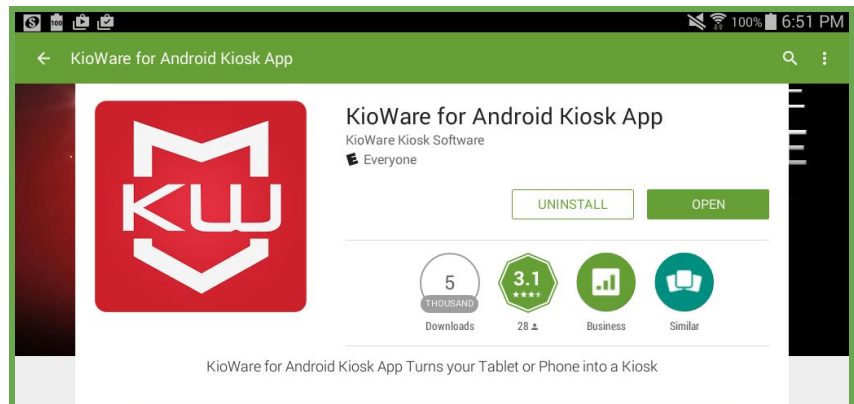 S 100 100% 6:51 PM
KioWare for Android Kiosk App
KW
KioWare for Android Kiosk App
KioWare Kiosk Software
E Everyone
UNINSTALL OPEN
5
THOUSAND
3.1
Downloads 28 Business Similar
KioWare for Android Kiosk App Turns your Tablet or Phone into a Kiosk